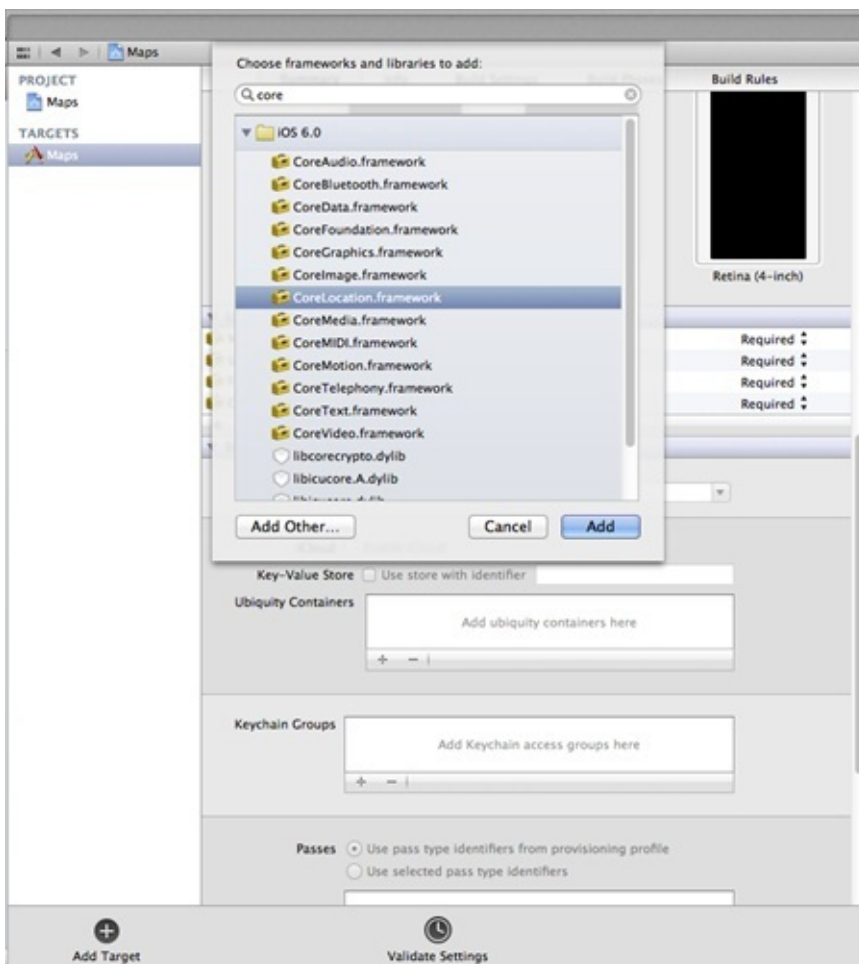 Maps
Choose frameworks and libraries to add:
PROJECT
Maps
TARGETS
Maps
Build Rules
core
iOS 6.0
CoreAudio.framework
CoreBluetooth.framework
CoreData.framework
CoreFoundation.framework
CoreGraphics.framework
CoreImage.framework
CoreLocation.framework
CoreMedia.framework
CoreMIDI.framework
CoreMotion.framework
CoreTelephony.framework
CoreText.framework
CoreVideo.framework
libcorecrypto.dylib
libicucore.A.dylib
Retina (4-inch)
Required
Required
Required
Required
Add Other...
Cancel
Add
Key-Value Store
Use store with identifier
Ubiquity Containers
Add ubiquity containers here
Keychain Groups
Add Keychain access groups here
Passes
Use pass type identifiers from provisioning profile
Use selected pass type identifiers
Add Target
Validate Settings